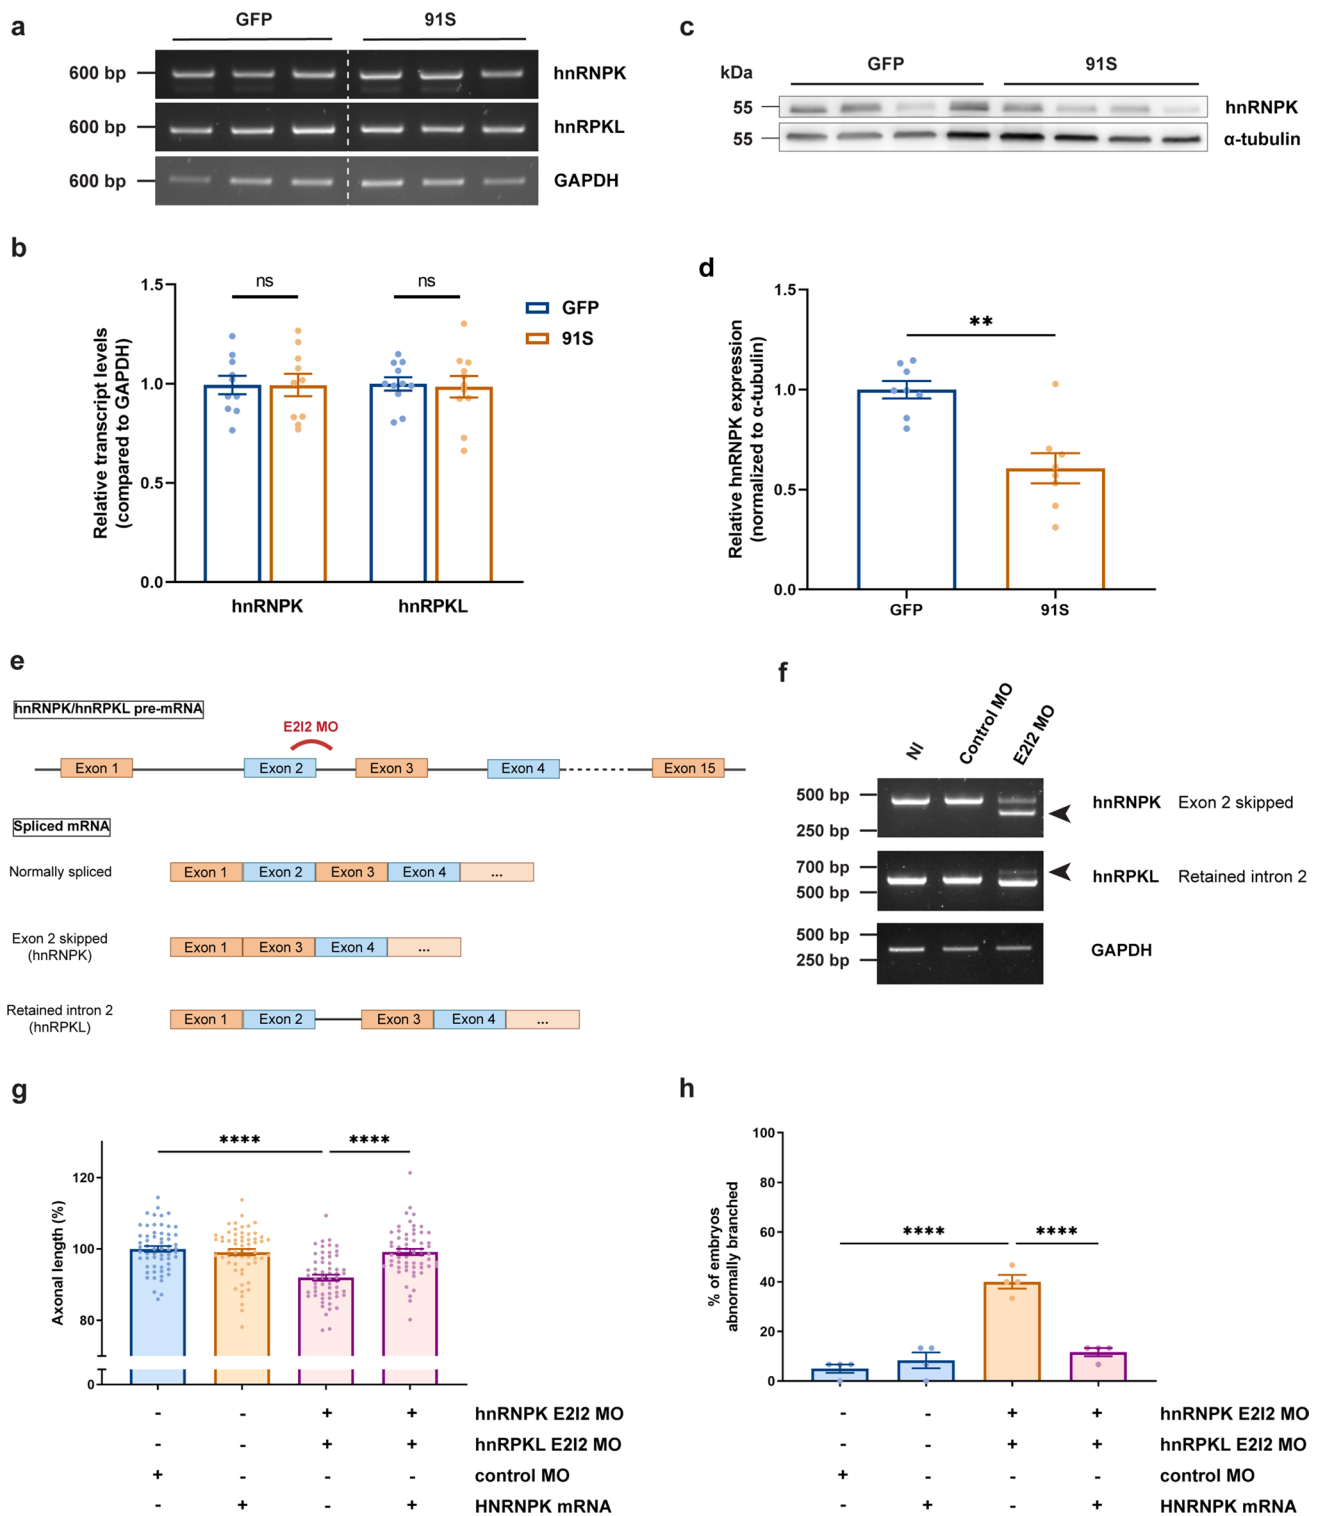 a
GFP
91S
600 bp
hnRNPK
600 bp
hnRPKL
600 bp
GAPDH
b
1.5
1.0
0.5
0.0
Relative transcript levels
(compared to GAPDH)
ns
ns
GFP
91S
hnRNPK
hnRPKL
c
kDa
GFP
91S
55
hnRNPK
55
α-tubulin
d
1.5
1.0
0.5
0.0
Relative hnRNPK expression
(normalized to α-tubulin)
**
GFP
91S
e
hnRNPK/hnRPKL pre-mRNA
E2I2 MO
Exon 1
Exon 2
Exon 3
Exon 4
Exon 15
Spliced mRNA
Normally spliced
Exon 1
Exon 2
Exon 3
Exon 4
...
Exon 2 skipped
(hnRNPK)
Exon 1
Exon 3
Exon 4
...
Retained intron 2
(hnRPKL)
Exon 1
Exon 2
Exon 3
Exon 4
...
f
NI
Control MO
E2I2 MO
500 bp
250 bp
hnRNPK
Exon 2 skipped
700 bp
500 bp
hnRPKL
Retained intron 2
500 bp
250 bp
GAPDH
g
120
100
80
0
Axonal length (%)
****
****
- - + + hnRNPK E2I2 MO
- - + + hnRPKL E2I2 MO
+ - - - control MO
- + - + HNRNPK mRNA
h
100
80
60
40
20
0
% of embryos
abnormally branched
****
****
- - + + hnRNPK E2I2 MO
- - + + hnRPKL E2I2 MO
+ - - - control MO
- + - + HNRNPK mRNA